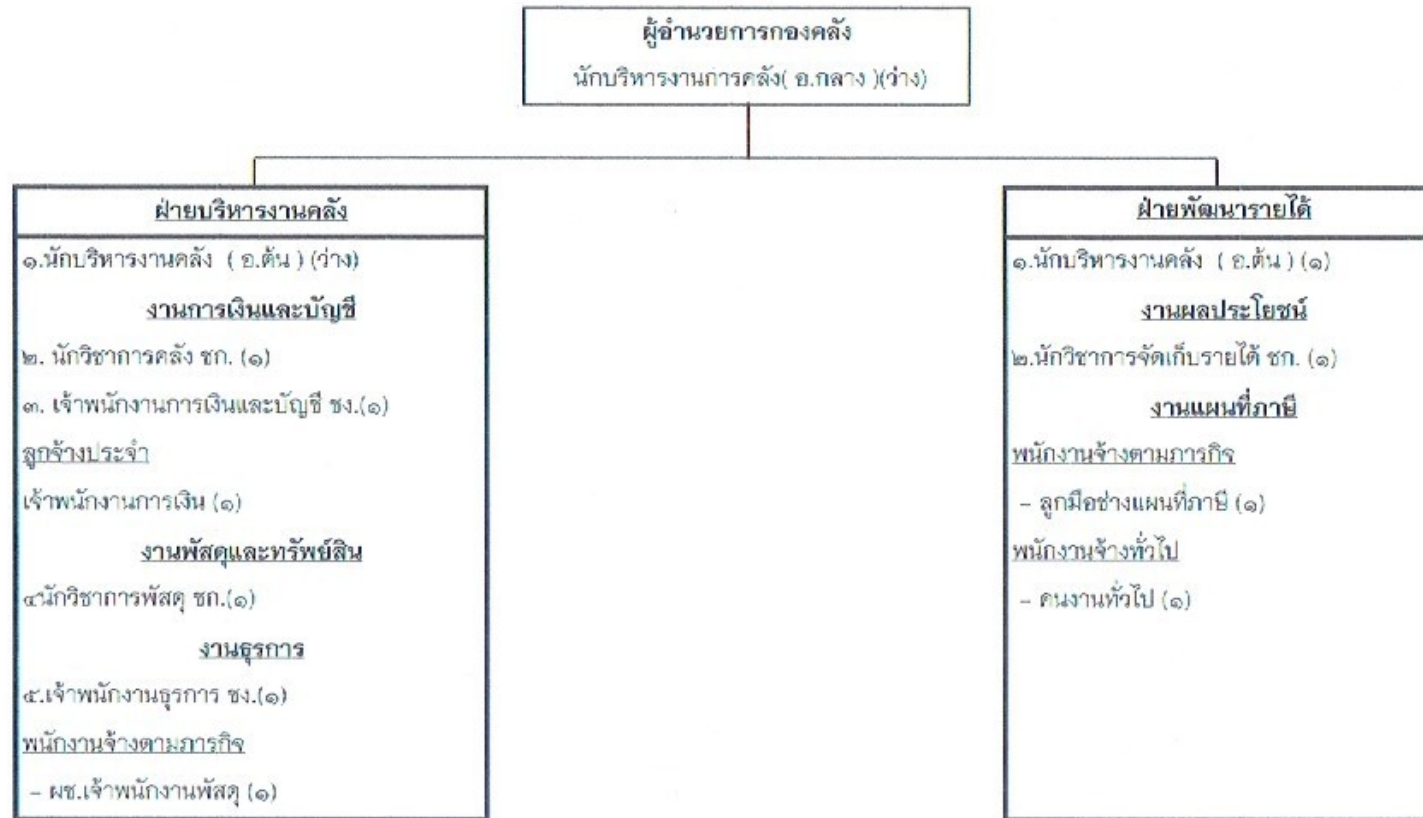 ผู้อำนวยการกองคลัง
นักบริหารงานการคลัง( อ.กลาง )(ว่าง)
ฝ่ายบริหารงานคลัง
๑.นักบริหารงานคลัง ( อ.ต้น ) (ว่าง)
งานการเงินและบัญชี
๒. นักวิชาการคลัง ชก. (๑)
๓. เจ้าพนักงานการเงินและบัญชี ชง.(๑)
ลูกจ้างประจำ
เจ้าพนักงานการเงิน (๑)
งานพัสดุและทรัพย์สิน
๔นักวิชาการพัสดุ ชก.(๑)
งานธุรการ
๕.เจ้าพนักงานธุรการ ชง.(๑)
พนักงานจ้างตามภารกิจ
– ผช.เจ้าพนักงานพัสดุ (๑)
ฝ่ายพัฒนารายได้
๑.นักบริหารงานคลัง ( อ.ต้น ) (๑)
งานผลประโยชน์
๒.นักวิชาการจัดเก็บรายได้ ชก. (๑)
งานแผนที่ภาษี
พนักงานจ้างตามภารกิจ
– ลูกมือช่างแผนที่ภาษี (๑)
พนักงานจ้างทั่วไป
– คนงานทั่วไป (๑)